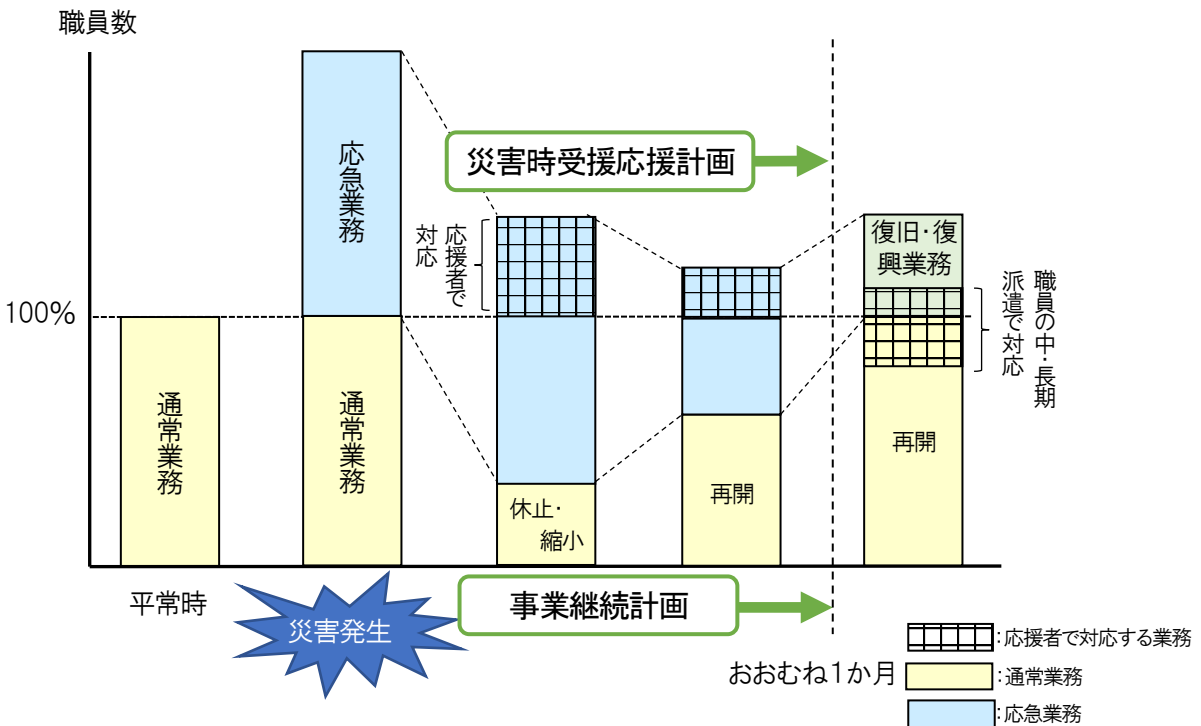 職員数
応急業務
災害時受援応援計画
応援者で
対応
復旧・復
興業務
職員の中・長期
派遣で対応
100%
通常業務
通常業務
休止・
縮小
再開
再開
平常時
災害発生
事業継続計画
おおむね1か月
:応援者で対応する業務
:通常業務
:応急業務